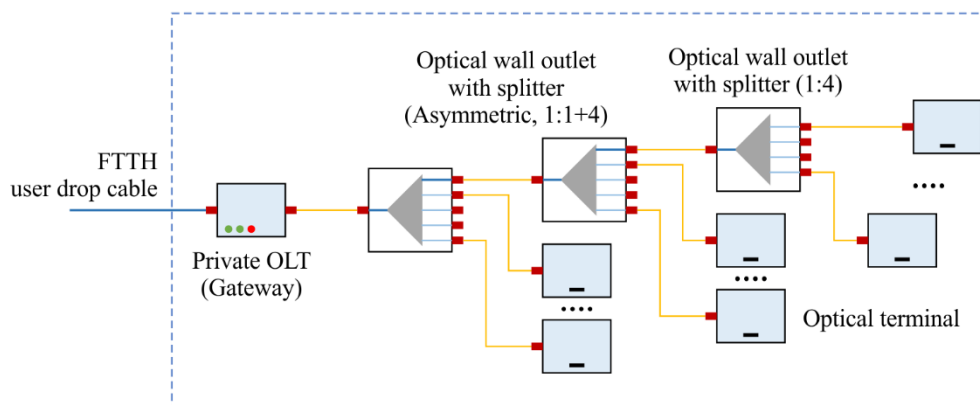 Optical wall outlet
with splitter
(Asymmetric, 1:1+4)
Optical wall outlet
with splitter (1:4)
FTTH
user drop cable
Private OLT
(Gateway)
Optical terminal